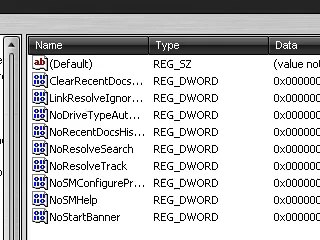 Name Type Data
(Default) REG_SZ (value not
ClearRecentDocs... REG_DWORD 0x000000
LinkResolveIgnor... REG_DWORD 0x000000
NoDriveTypeAut... REG_DWORD 0x000000
NoRecentDocsHis... REG_DWORD 0x000000
NoResolveSearch REG_DWORD 0x000000
NoResolveTrack REG_DWORD 0x000000
NoSMConfigurePr... REG_DWORD 0x000000
NoSMHelp REG_DWORD 0x000000
NoStartBanner REG_DWORD 0x000000